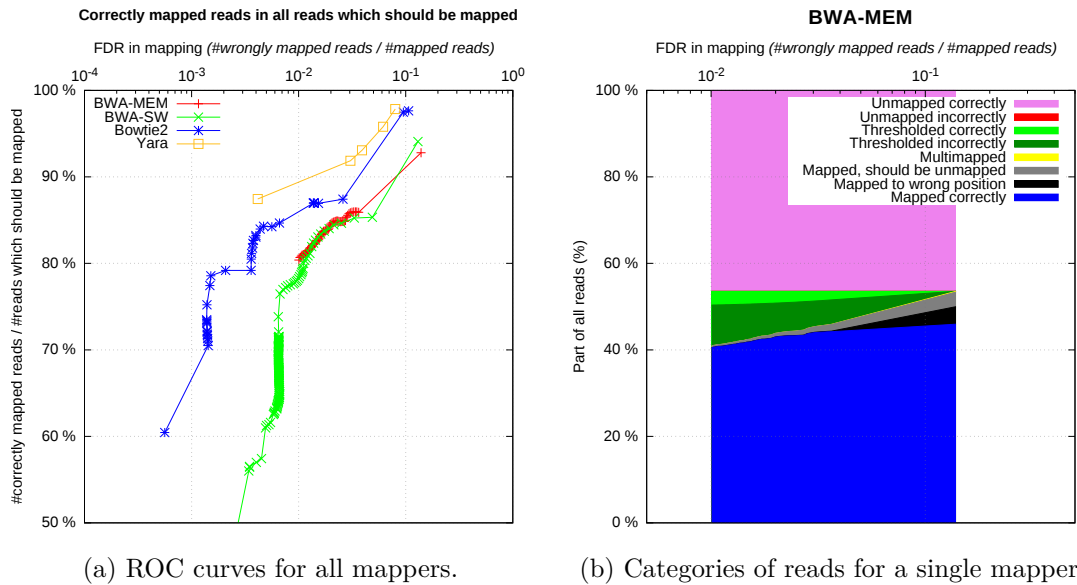 Correctly mapped reads in all reads which should be mapped
FDR in mapping (#wrongly mapped reads / #mapped reads)
10-4 10-3 10-2 10-1 100
#correctly mapped reads / #reads which should be mapped
100 %
90 %
80 %
70 %
60 %
50 %
BWA-MEM
BWA-SW
Bowtie2
Yara
(a) ROC curves for all mappers.
BWA-MEM
FDR in mapping (#wrongly mapped reads / #mapped reads)
10-2 10-1
Part of all reads (%)
100 %
80 %
60 %
40 %
20 %
0 %
Unmapped correctly
Unmapped incorrectly
Thresholded correctly
Thresholded incorrectly
Multimapped
Mapped, should be unmapped
Mapped to wrong position
Mapped correctly
(b) Categories of reads for a single mapper